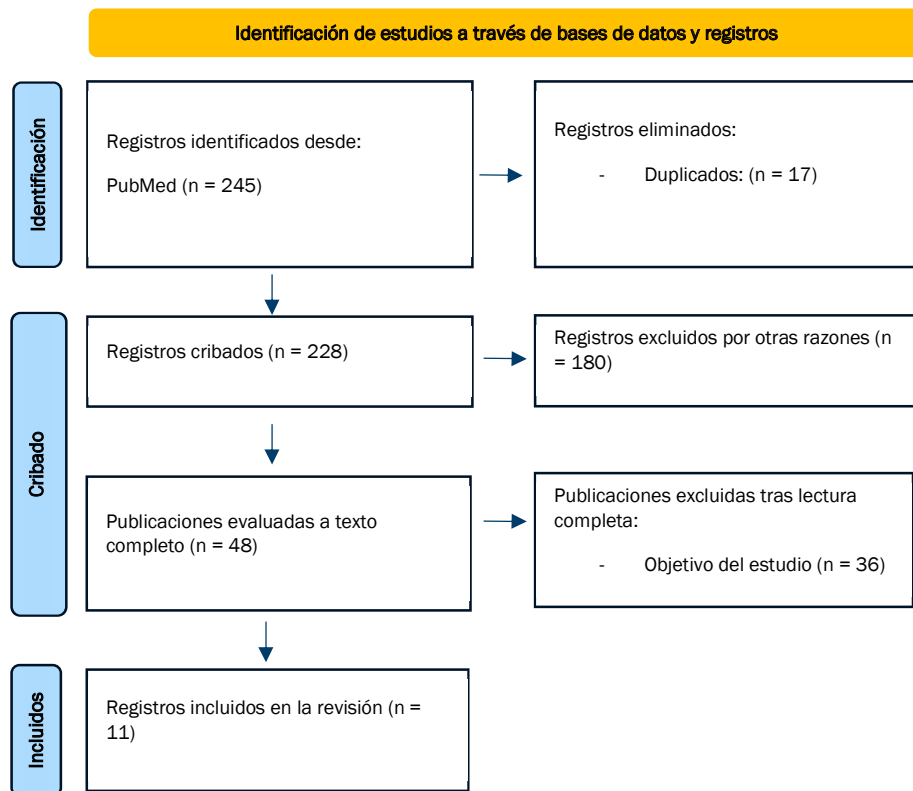 Identificación de estudios a través de bases de datos y registros
Identificación
Registros identificados desde:
PubMed (n = 245)
Registros eliminados:
- Duplicados: (n = 17)
Cribado
Registros cribados (n = 228)
Registros excluidos por otras razones (n
= 180)
Publicaciones evaluadas a texto
completo (n = 48)
Publicaciones excluidas tras lectura
completa:
- Objetivo del estudio (n = 36)
Incluidos
Registros incluidos en la revisión (n =
11)